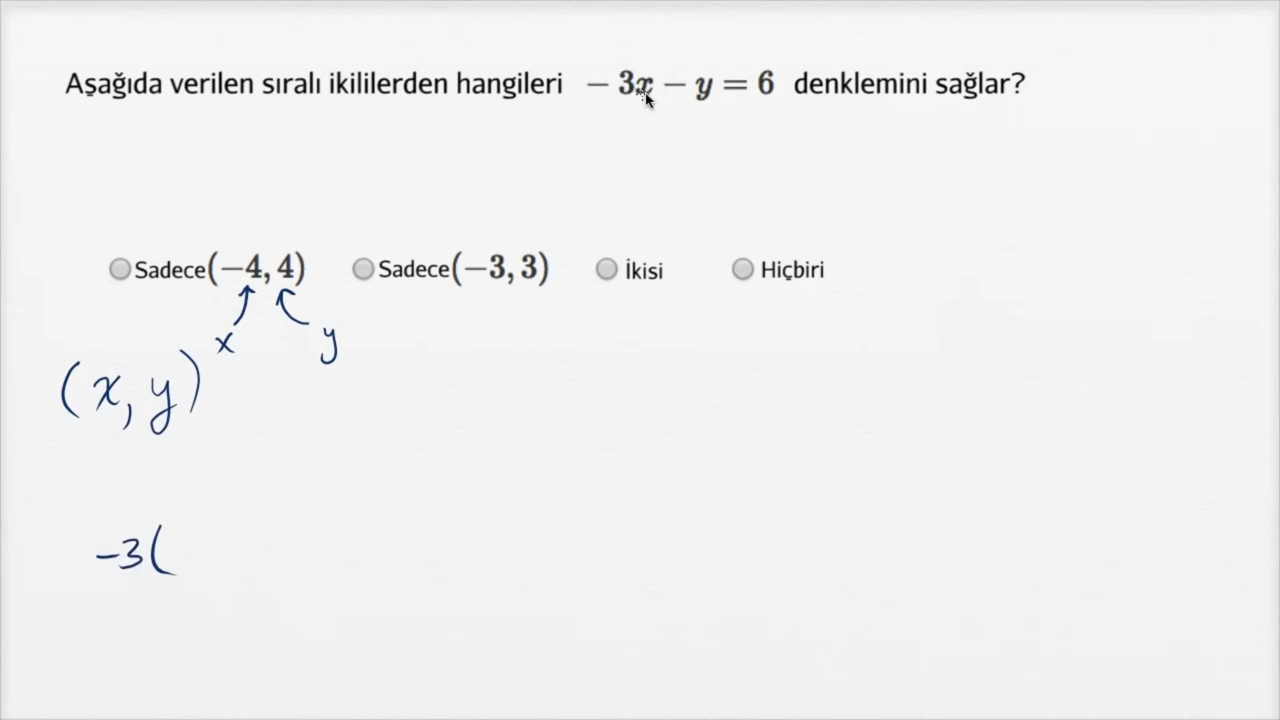 Aşağıda verilen sıralı ikililerden hangileri −3x − y = 6 denklemini sağlar?
Sadece(−4, 4) Sadece(−3, 3) İkisi Hiçbiri
x y
(x, y)
−3(